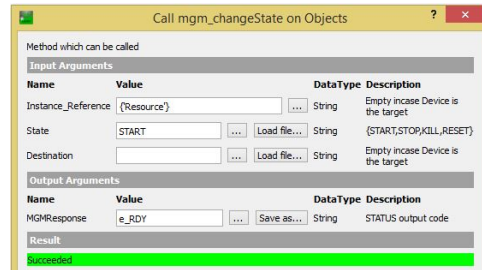 Call mgm_changeState on Objects ? ×
Method which can be called
Input Arguments
Name Value DataType Description
Instance_Reference {'Resource'} ... String Empty incase Device is the target
State START ... Load file... String {START,STOP,KILL,RESET}
Destination ... Load file... String Empty incase Device is the target
Output Arguments
Name Value DataType Description
MGMResponse e_RDY ... Save as... String STATUS output code
Result
Succeeded